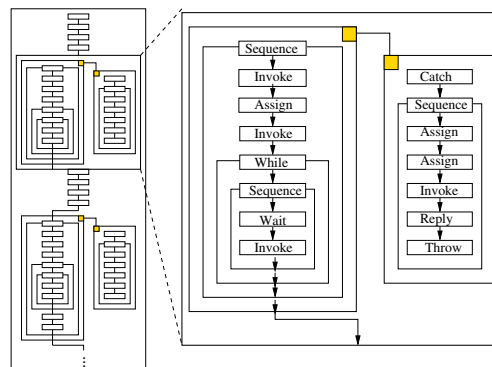 Sequence
Invoke
Assign
Invoke
While
Sequence
Wait
Invoke
Catch
Sequence
Assign
Assign
Invoke
Reply
Throw